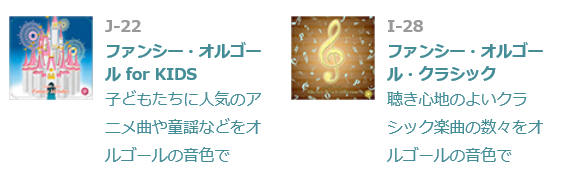 J-22
ファンシー・オルゴー
ル for KIDS
子どもたちに人気のア
ニメ曲や童謡などをオ
ルゴールの音色で
I-28
ファンシー・オルゴー
ル・クラシック
聴き心地のよいクラ
シック楽曲の数々をオ
ルゴールの音色で